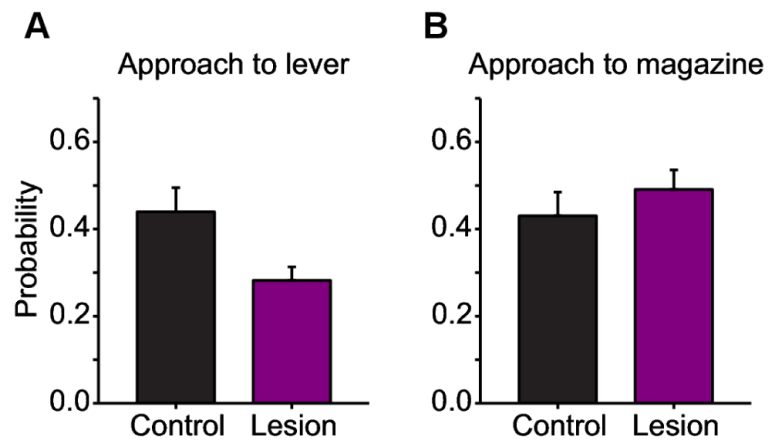 A
Approach to lever
Probability
0.6
0.4
0.2
0.0
Control Lesion
B
Approach to magazine
0.6
0.4
0.2
0.0
Control Lesion